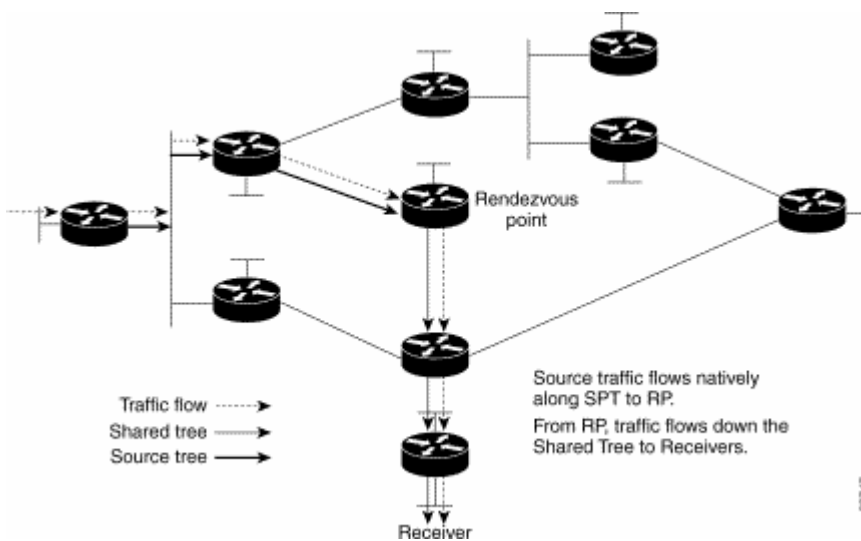 Rendezvous
point
Traffic flow
Shared tree
Source tree
Source traffic flows natively
along SPT to RP.
From RP, traffic flows down the
Shared Tree to Receivers.
Receiver